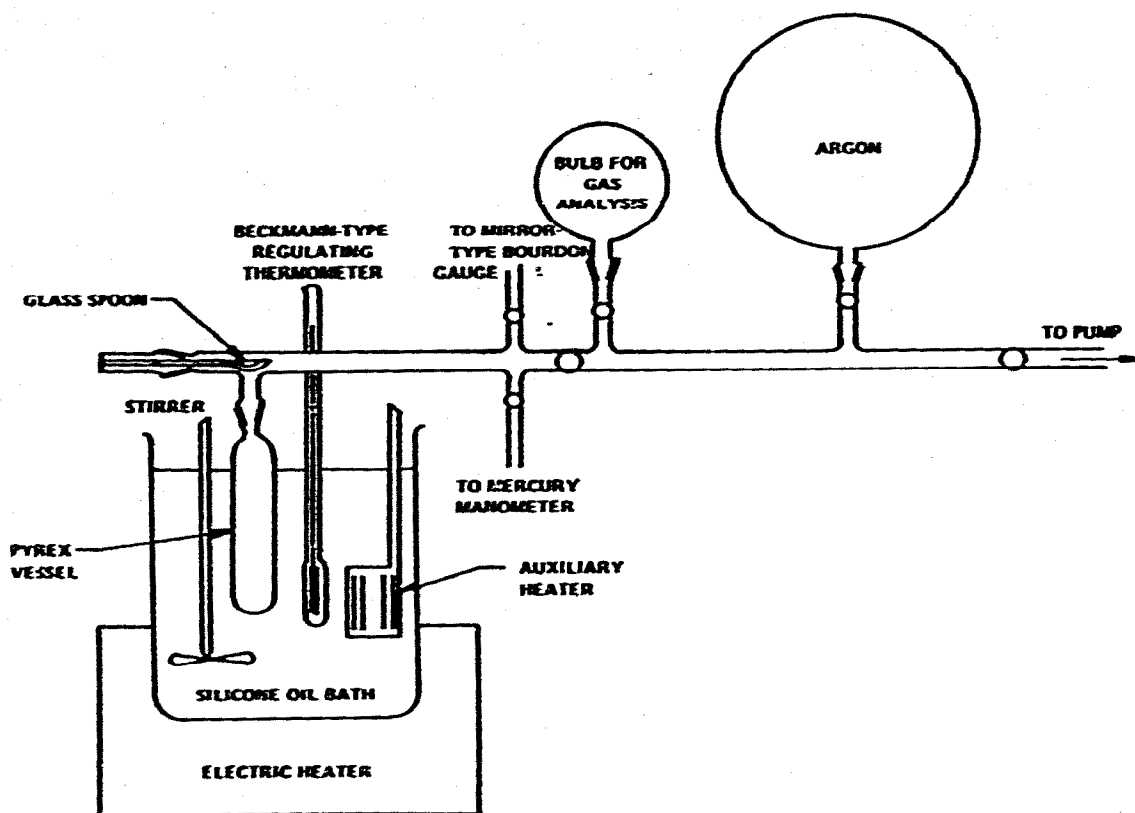 ARGON
BULB FOR
GAS
ANALYSIS
BECKMANN-TYPE
REGULATING
THERMOMETER
TO MIRROR-
TYPE BOURDON
GAUGE
GLASS SPOON
TO PUMP
STIRRER
TO MERCURY
MANOMETER
PYREX
VESSEL
AUXILIARY
HEATER
SILICONE OIL BATH
ELECTRIC HEATER